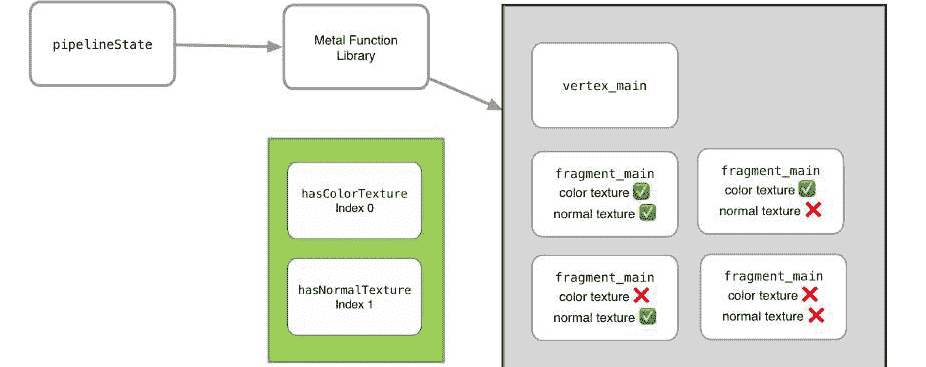 pipelineState
Metal Function
Library
vertex_main
hasColorTexture
Index 0
hasNormalTexture
Index 1
fragment_main
color texture ✅
normal texture ✅
fragment_main
color texture ✅
normal texture ❌
fragment_main
color texture ❌
normal texture ✅
fragment_main
color texture ❌
normal texture ❌